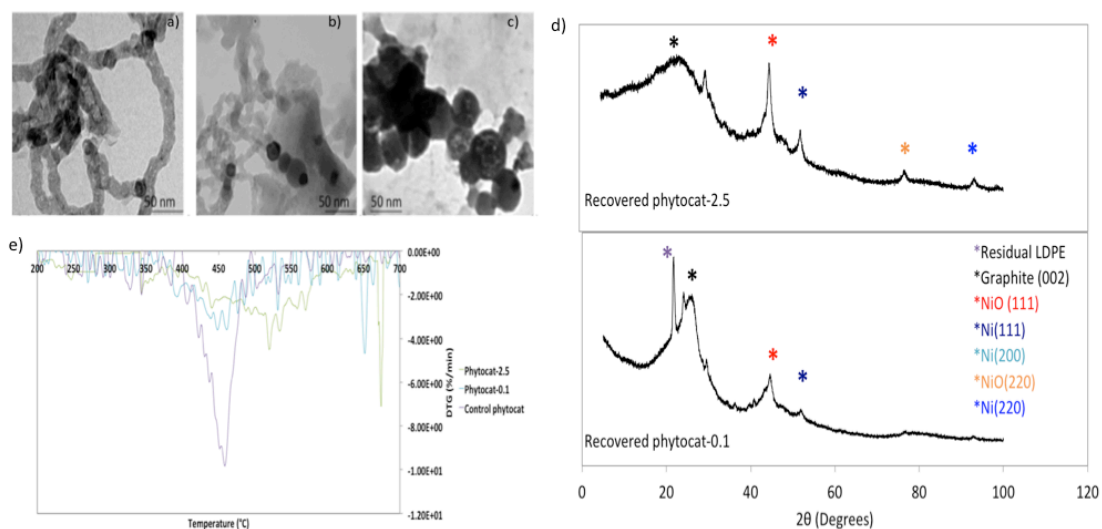 a)
50 nm
b)
50 nm
c)
50 nm
d)
*
*
*
*
*
Recovered phytocat-2.5
*
*
*
*
Recovered phytocat-0.1
*Residual LDPE
*Graphite (002)
*NiO (111)
*Ni(111)
*Ni(200)
*NiO(220)
*Ni(220)
0 20 40 60 80 100 120
2θ (Degrees)
e)
200 250 300 350 400 450 500 550 600 650 700
0.00E+00
-2.00E+00
-4.00E+00
-6.00E+00
-8.00E+00
-1.00E+01
-1.20E+01
DTG (%/min)
Phytocat-2.5
Phytocat-0.1
Control phytocat
Temperature (°C)